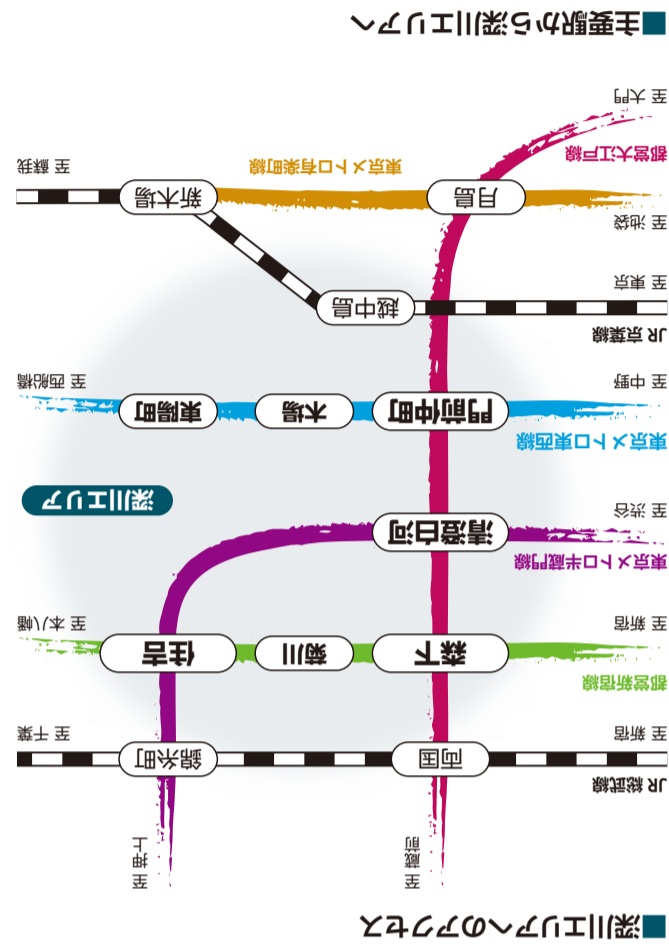 ■深川エリアへのアクセス
至 蔵前
至 押上
JR 総武線
至 新宿
両国
錦糸町
至 千葉
都営新宿線
至 新宿
森下
菊川
住吉
至 本八幡
東京メトロ半蔵門線
至 渋谷
清澄白河
深川エリア
東京メトロ東西線
至 中野
門前仲町
木場
東陽町
至 西船橋
JR 京葉線
至 東京
越中島
至 池袋
月島
新木場
東京メトロ有楽町線
至 蘇我
都営大江戸線
至 大門
■主要駅から深川エリアへ